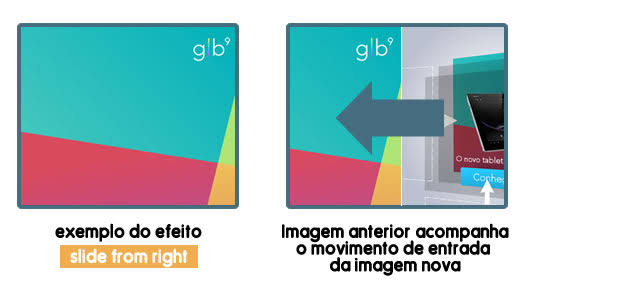 g!b9
exemplo do efeito
slide from right
g!b9
O novo tablet
Conheç
Imagem anterior acompanha
o movimento de entrada
da imagem nova